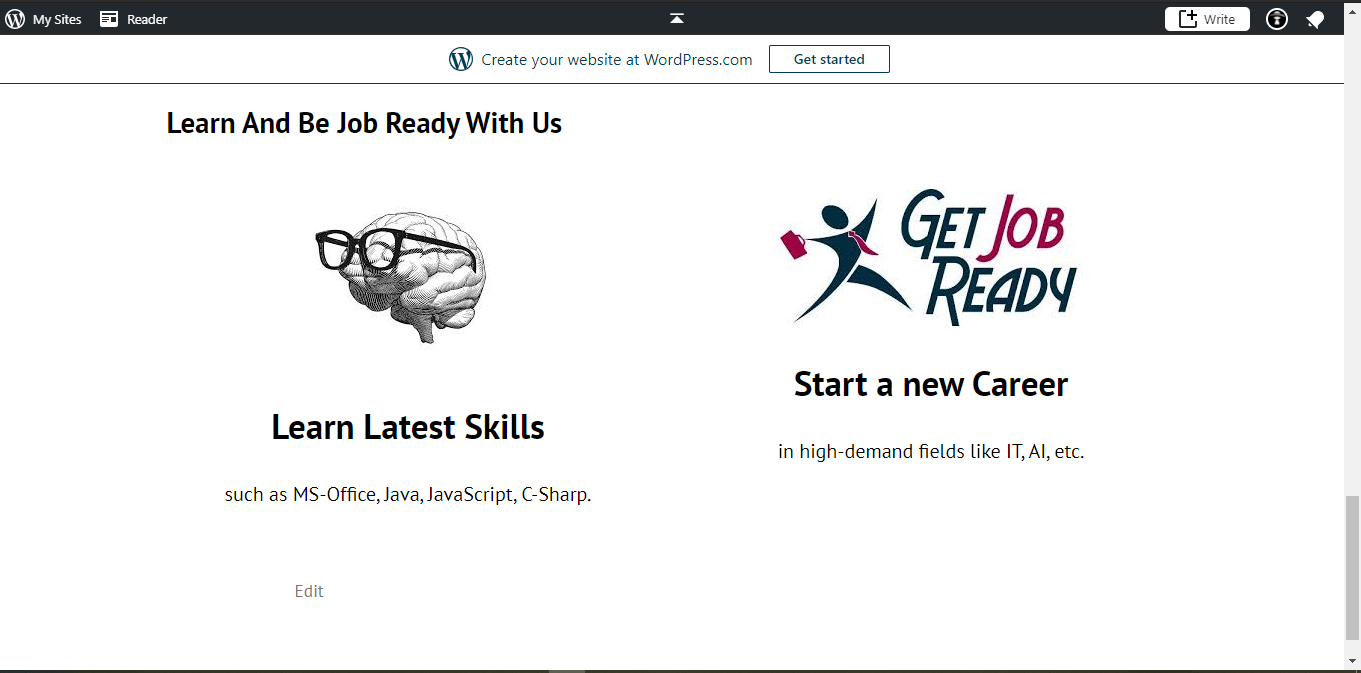 My Sites
Reader
Write
Create your website at WordPress.com
Get started
Learn And Be Job Ready With Us
GET JOB
READY
Learn Latest Skills
such as MS-Office, Java, JavaScript, C-Sharp.
Start a new Career
in high-demand fields like IT, AI, etc.
Edit